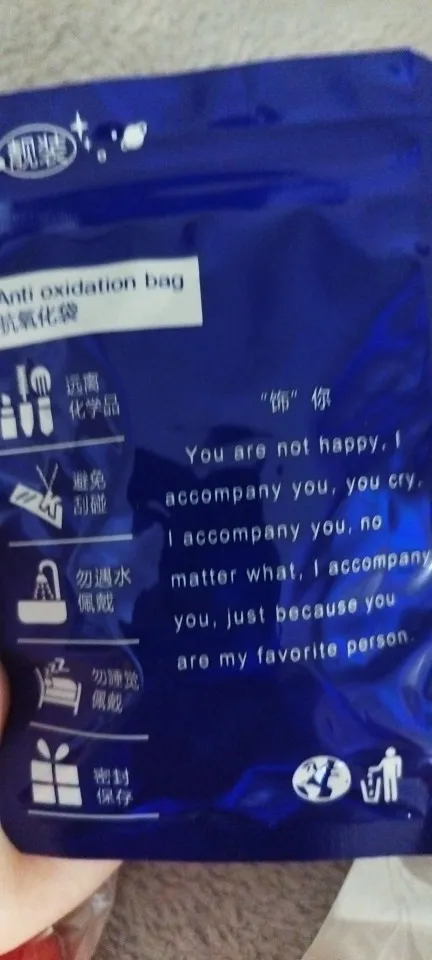 靓装
Anti oxidation bag
抗氧化袋
远离
化学品
避免
刮碰
勿遇水
佩戴
勿睡觉
佩戴
密封
保存
“饰”你
You are not happy, I
accompany you, you cry,
I accompany you, no
matter what, I accompany
you, just because you
are my favorite person.